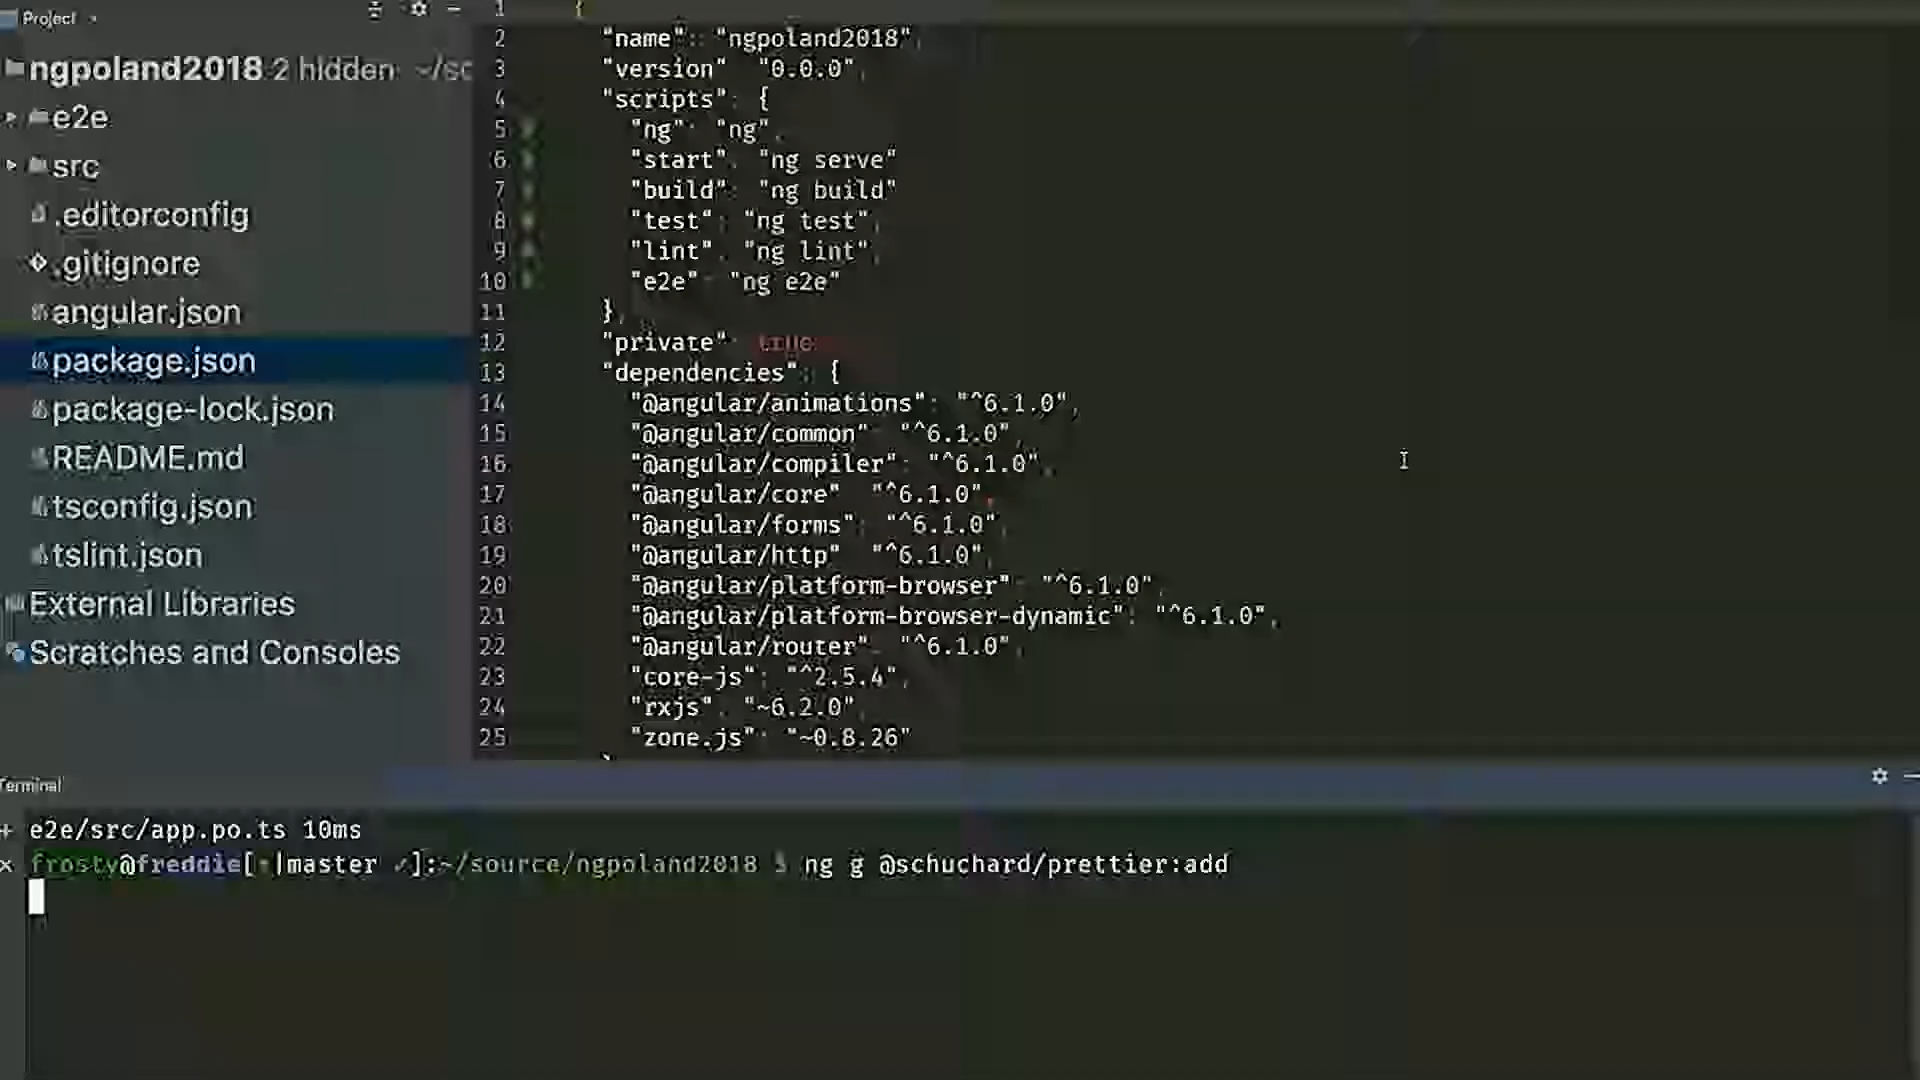 Project
ngpoland2018 2 hidden ~/sc
e2e
src
.editorconfig
.gitignore
angular.json
package.json
package-lock.json
README.md
tsconfig.json
tslint.json
External Libraries
Scratches and Consoles
1 {
2 "name": "ngpoland2018",
3 "version" "0.0.0",
4 "scripts": {
5 "ng": "ng",
6 "start": "ng serve"
7 "build": "ng build"
8 "test": "ng test",
9 "lint": "ng lint",
10 "e2e": "ng e2e"
11 },
12 "private": true
13 "dependencies": {
14 "@angular/animations": "^6.1.0",
15 "@angular/common": "^6.1.0",
16 "@angular/compiler": "^6.1.0",
17 "@angular/core" "^6.1.0",
18 "@angular/forms": "^6.1.0",
19 "@angular/http" "^6.1.0",
20 "@angular/platform-browser": "^6.1.0",
21 "@angular/platform-browser-dynamic": "^6.1.0",
22 "@angular/router": "^6.1.0",
23 "core-js": "^2.5.4",
24 "rxjs": "~6.2.0",
25 "zone.js": "~0.8.26"
Terminal
e2e/src/app.po.ts 10ms
frosty@freddie[|master ✓]:~/source/ngpoland2018 $ ng g @schuchard/prettier:add